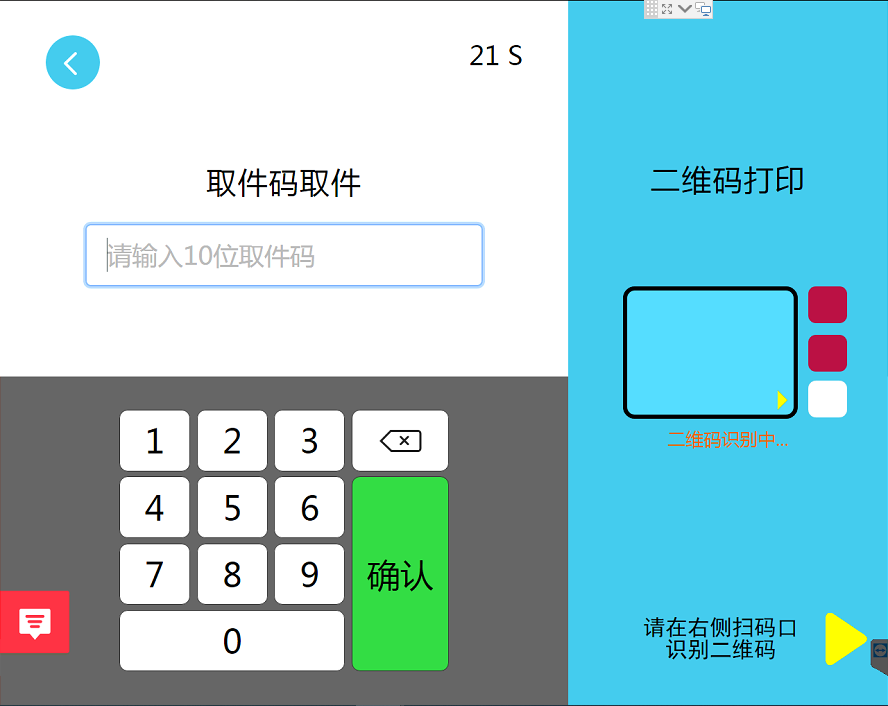 21 S
取件码取件
请输入10位取件码
1 2 3
4 5 6
7 8 9
确认
0
二维码打印
二维码识别中...
请在右侧扫码口
识别二维码